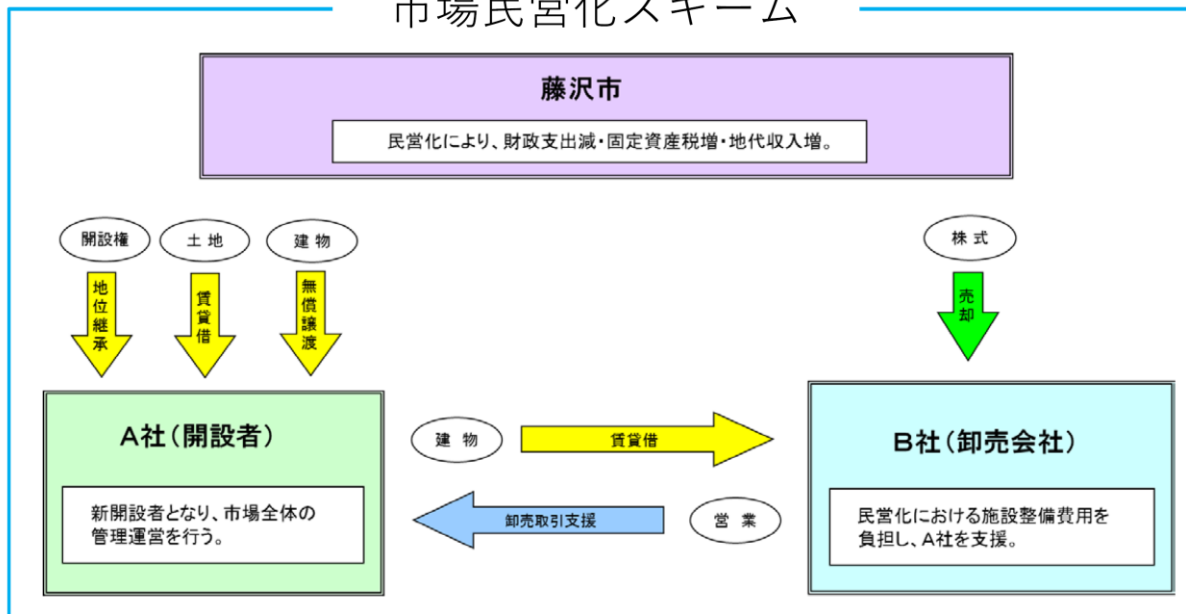 市場民営化スキーム
藤沢市
民営化により、財政支出減・固定資産税増・地代収入増。
開設権
土地
建物
株式
地位継承
賃貸借
無償譲渡
売却
A社(開設者)
新開設者となり、市場全体の
管理運営を行う。
建物
賃貸借
卸売取引支援
営業
B社(卸売会社)
民営化における施設整備費用を
負担し、A社を支援。